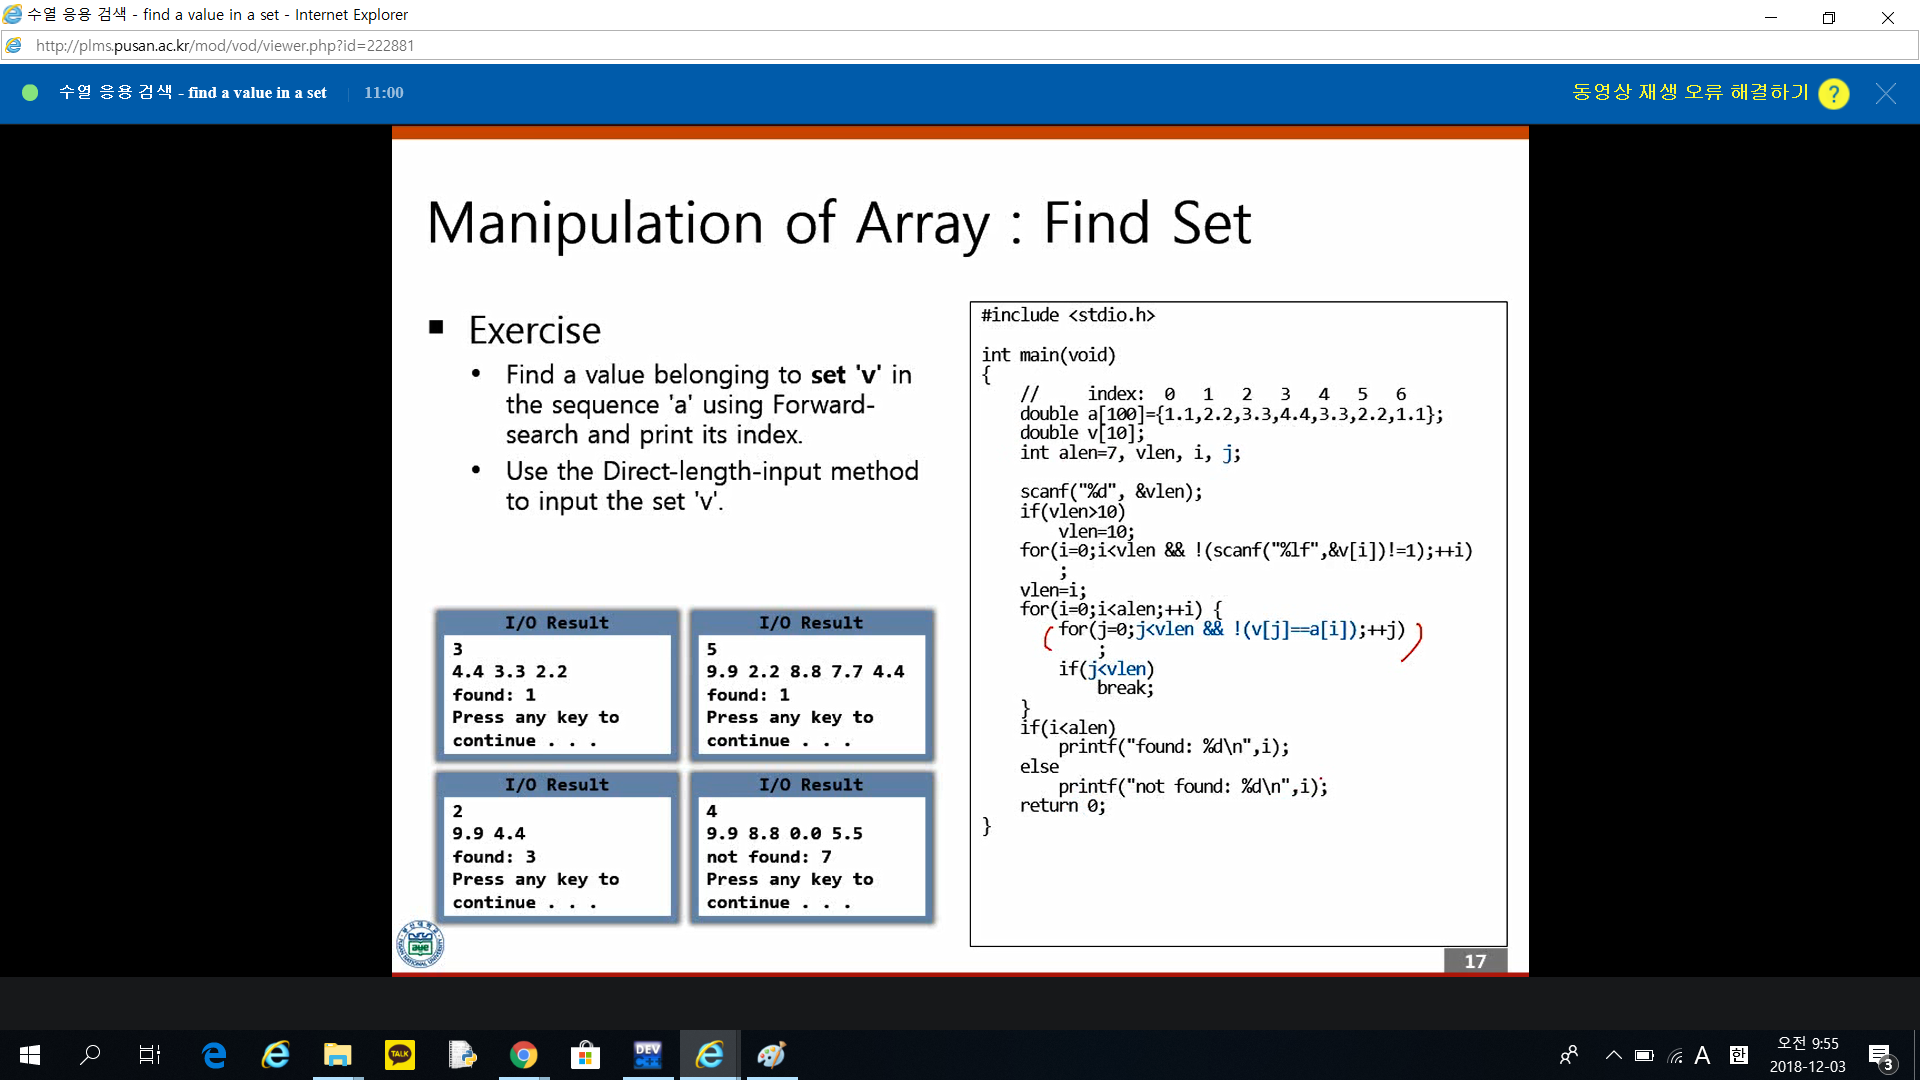 수열 응용 검색 - find a value in a set - Internet Explorer
http://plms.pusan.ac.kr/mod/vod/viewer.php?id=222881
수열 응용 검색 - find a value in a set | 11:00
동영상 재생 오류 해결하기 ?
Manipulation of Array : Find Set
■ Exercise
• Find a value belonging to set 'v' in
the sequence 'a' using Forward-
search and print its index.
• Use the Direct-length-input method
to input the set 'v'.
I/O Result
3
4.4 3.3 2.2
found: 1
Press any key to
continue . . .
I/O Result
5
9.9 2.2 8.8 7.7 4.4
found: 1
Press any key to
continue . . .
I/O Result
2
9.9 4.4
found: 3
Press any key to
continue . . .
I/O Result
4
9.9 8.8 0.0 5.5
not found: 7
Press any key to
continue . . .
#include <stdio.h>
int main(void)
{
// index: 0 1 2 3 4 5 6
double a[100]={1.1,2.2,3.3,4.4,3.3,2.2,1.1};
double v[10];
int alen=7, vlen, i, j;
scanf("%d", &vlen);
if(vlen>10)
vlen=10;
for(i=0;i<vlen && !(scanf("%lf",&v[i])!=1);++i)
;
vlen=i;
for(i=0;i<alen;++i) {
for(j=0;j<vlen && !(v[j]==a[i]);++j)
;
if(j<vlen)
break;
}
if(i<alen)
printf("found: %d\n",i);
else
printf("not found: %d\n",i);
return 0;
}
17
TALK
DEV
A
한
오전 9:55
2018-12-03
3